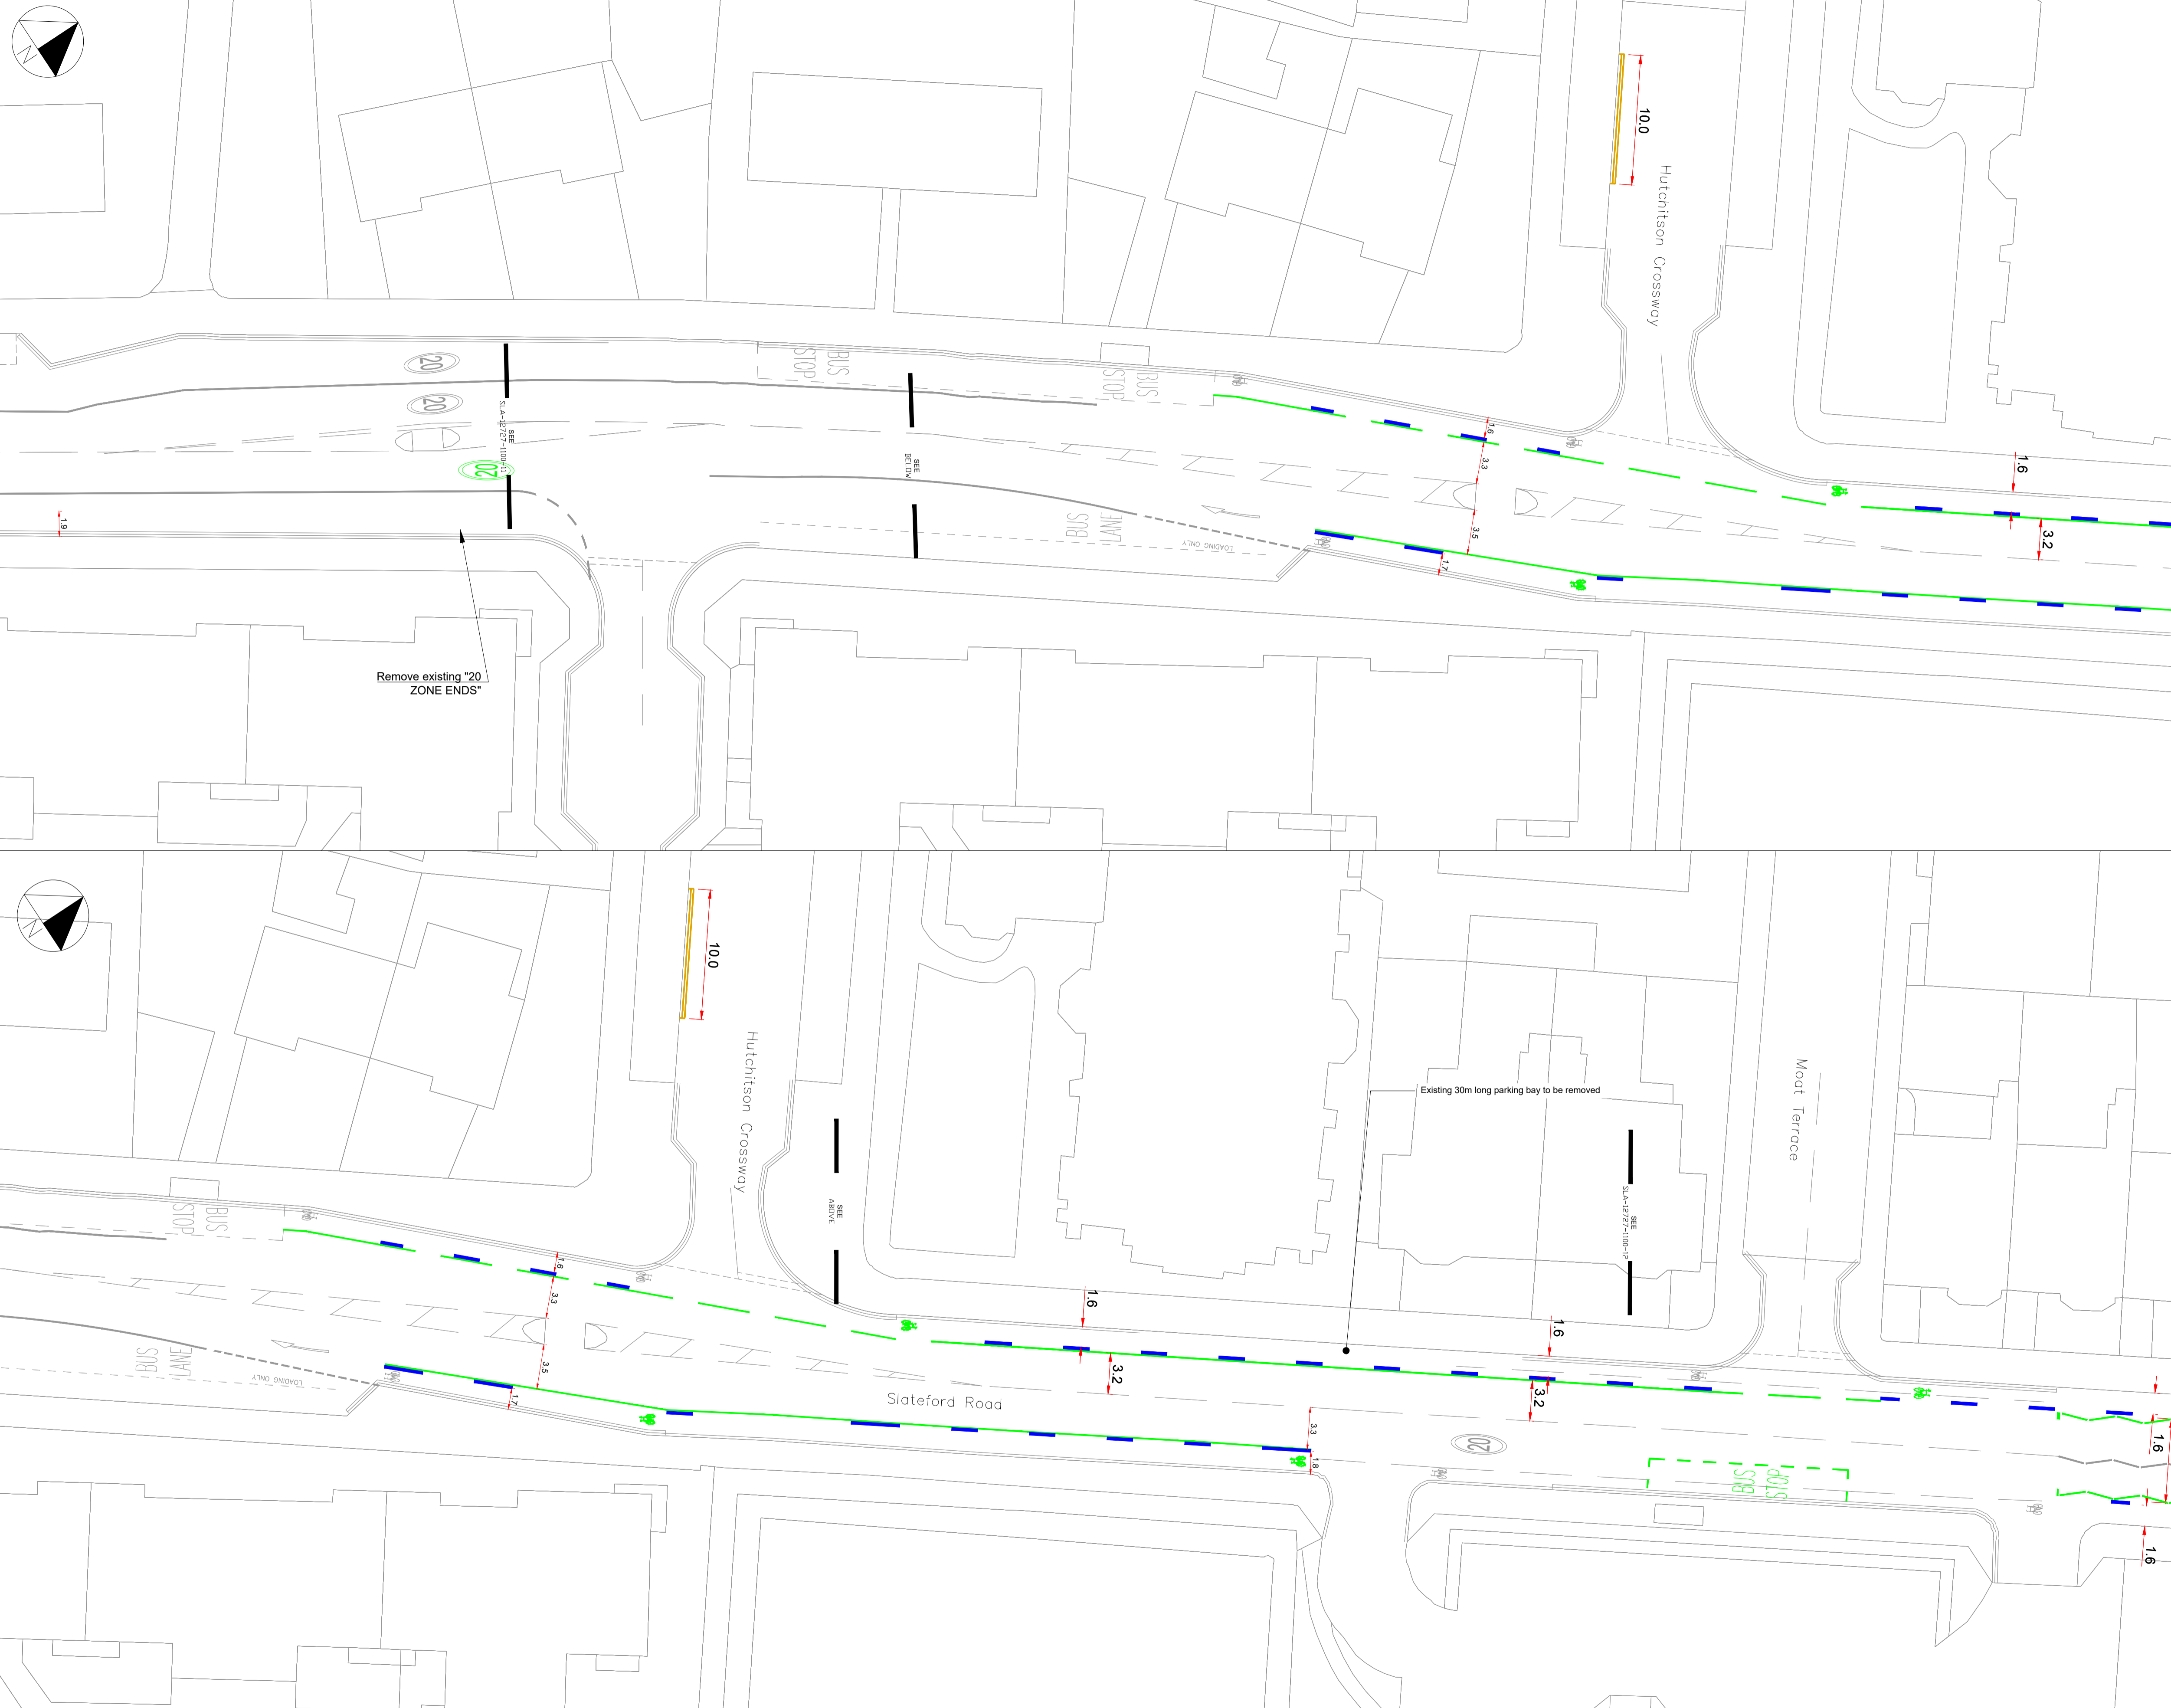 N
10.0
Hutchitson Crossway
20
20
SEE
SLA-12727-1100-11
20
BUS
STOP
BUS
STOP
SEE
BELOW
BUS
LANE
LOADING ONLY
1.6
3.3
3.5
1.7
1.6
3.2
1.9
Remove existing "20
ZONE ENDS"
N
10.0
Hutchitson Crossway
Existing 30m long parking bay to be removed
Moat Terrace
SEE
ABOVE
SEE
SLA-12727-1100-12
BUS
STOP
BUS
LANE
LOADING ONLY
1.6
3.3
3.5
1.7
1.6
3.2
Slateford Road
1.6
3.2
3.3
1.8
20
BUS
STOP
1.6
1.6